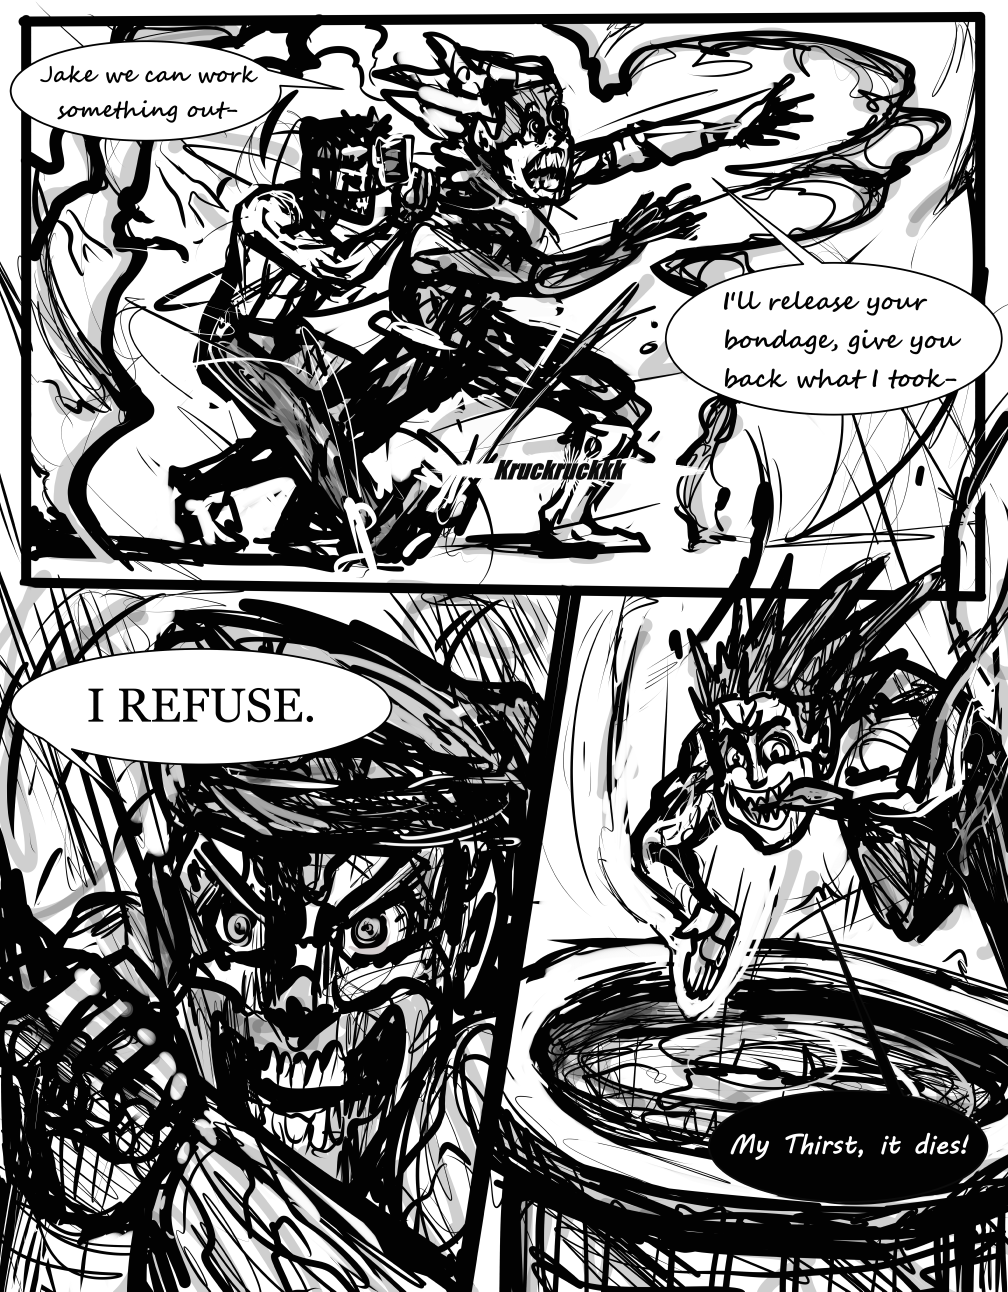 Jake we can work
something out-
I'll release your
bondage, give you
back what I took-
Kruckruckkk
I REFUSE.
My Thirst, it dies!